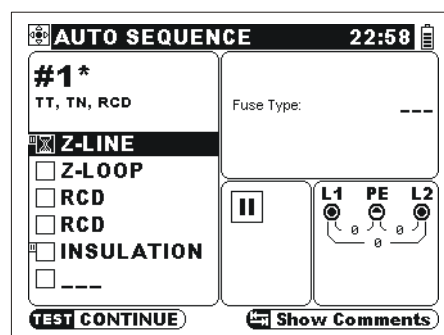 AUTO SEQUENCE 22:58
#1*
TT, TN, RCD
Z-LINE
Z-LOOP
RCD
RCD
INSULATION
---
Fuse Type: ---
L1 PE L2
0 0
0
TEST CONTINUE
Show Comments